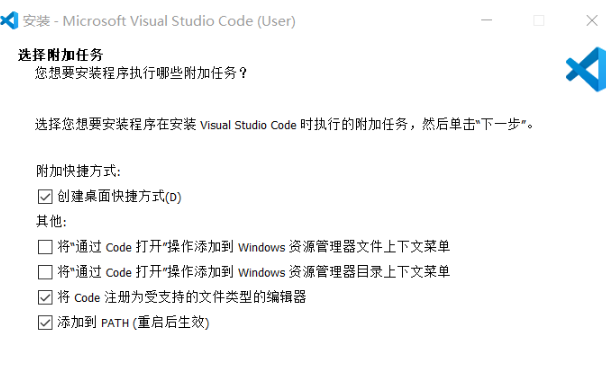 安装 - Microsoft Visual Studio Code (User)
选择附加任务
您想要安装程序执行哪些附加任务？
选择您想要安装程序在安装 Visual Studio Code 时执行的附加任务，然后单击“下一步”。
附加快捷方式:
创建桌面快捷方式(D)
其他:
将“通过 Code 打开”操作添加到 Windows 资源管理器文件上下文菜单
将“通过 Code 打开”操作添加到 Windows 资源管理器目录上下文菜单
将 Code 注册为受支持的文件类型的编辑器
添加到 PATH (重启后生效)